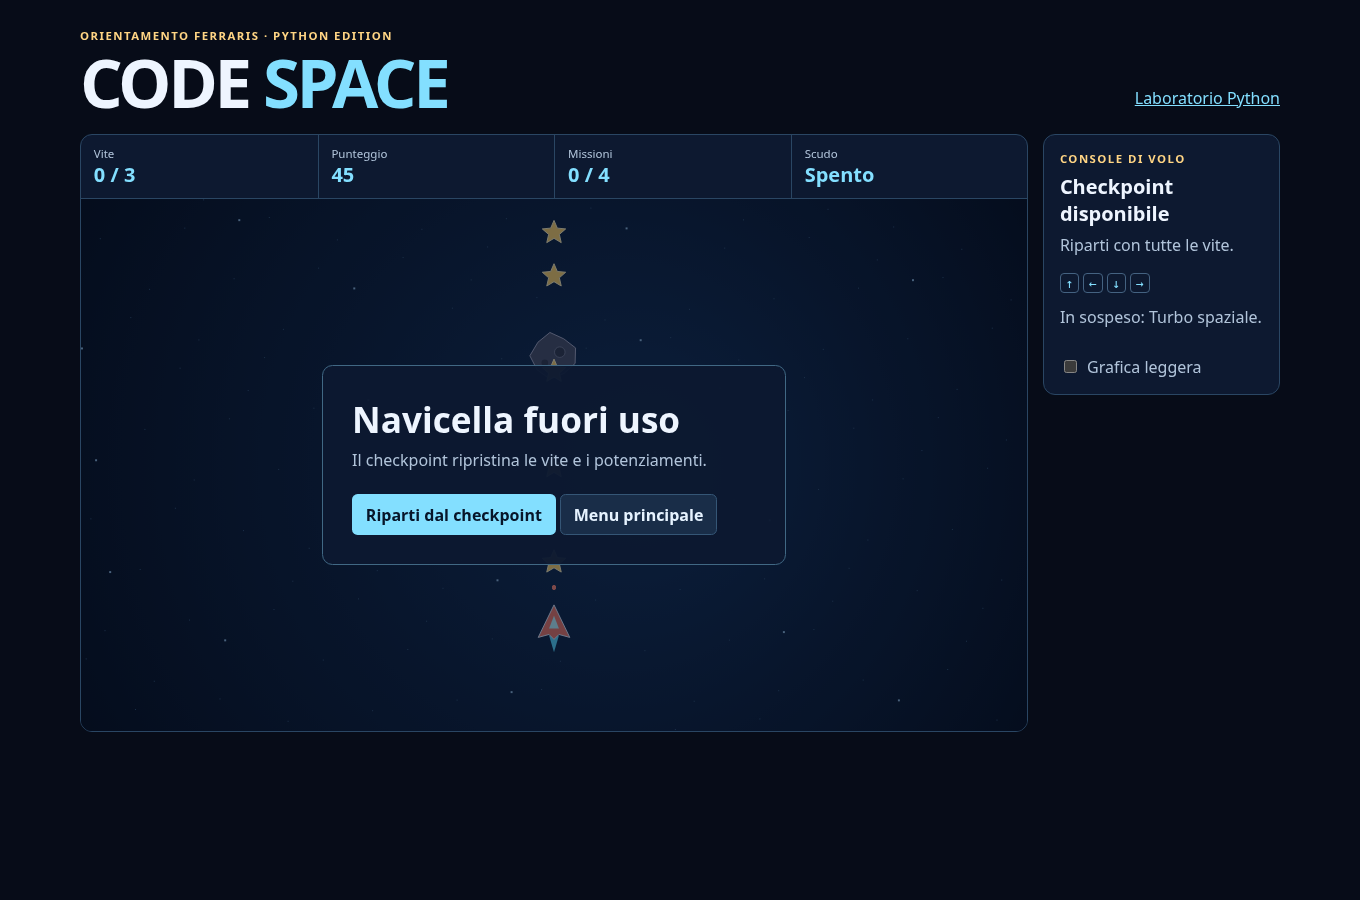 ORIENTAMENTO FERRARIS · PYTHON EDITION
CODE SPACE
Laboratorio Python
Vite
0 / 3
Punteggio
45
Missioni
0 / 4
Scudo
Spento
Navicella fuori uso
Il checkpoint ripristina le vite e i potenziamenti.
Riparti dal checkpoint
Menu principale
CONSOLE DI VOLO
Checkpoint
disponibile
Riparti con tutte le vite.
↑ ← ↓ →
In sospeso: Turbo spaziale.
Grafica leggera